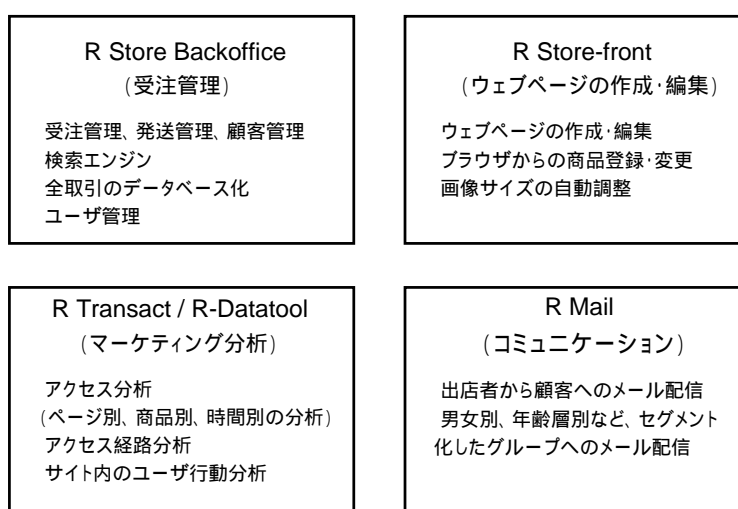 R Store Backoffice
(受注管理)
受注管理、発送管理、顧客管理
検索エンジン
全取引のデータベース化
ユーザ管理
R Store-front
(ウェブページの作成・編集)
ウェブページの作成・編集
ブラウザからの商品登録・変更
画像サイズの自動調整
R Transact / R-Datatool
(マーケティング分析)
アクセス分析
(ページ別、商品別、時間別の分析)
アクセス経路分析
サイト内のユーザ行動分析
R Mail
(コミュニケーション)
出店者から顧客へのメール配信
男女別、年齢層別など、セグメント
化したグループへのメール配信